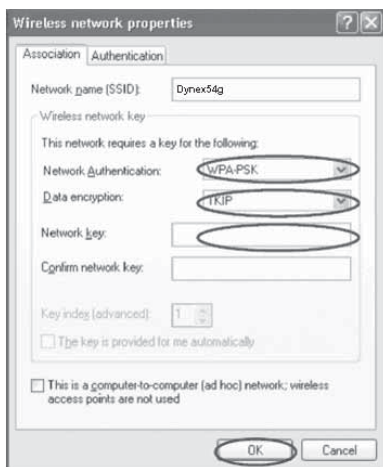 Wireless network properties
Association
Authentication
Network name (SSID):
Dynex54g
Wireless network key
This network requires a key for the following:
Network Authentication:
WPA-PSK
Data encryption:
TKIP
Network key:
Confirm network key:
Key index (advanced):
1
The key is provided for me automatically
This is a computer-to-computer (ad hoc) network; wireless
access points are not used
OK
Cancel